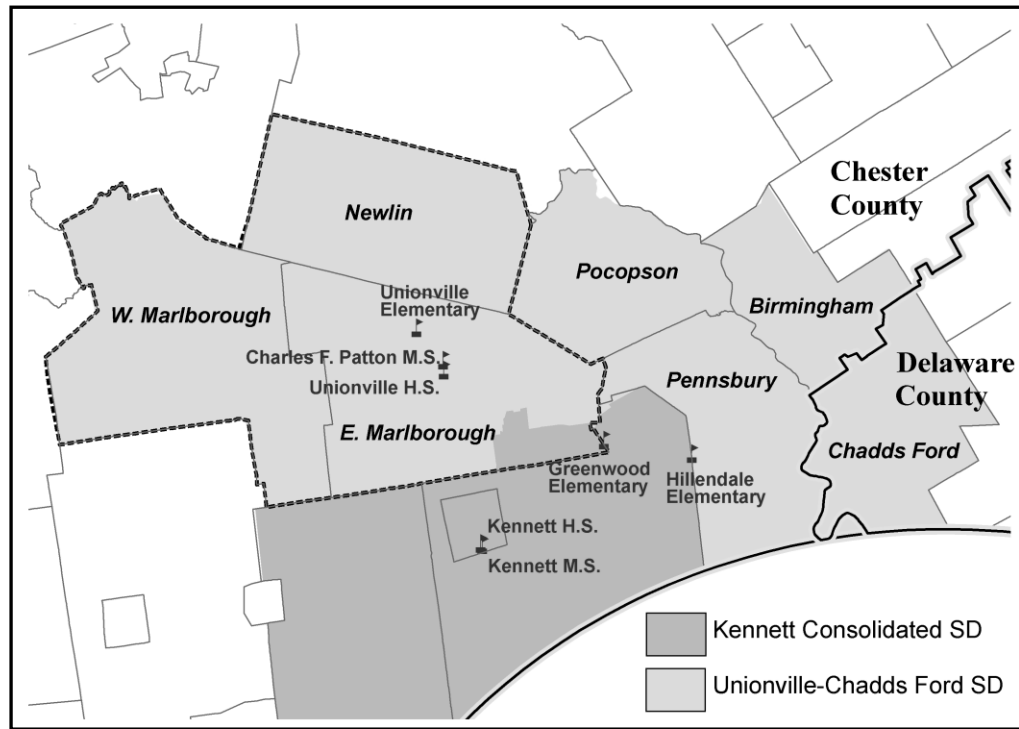 Chester
County
Newlin
Pocopson
Unionville
Elementary
Birmingham
W. Marlborough
Charles F. Patton M.S.
Unionville H.S.
Pennsbury
Delaware
County
E. Marlborough
Chadds Ford
Greenwood
Elementary
Hillendale
Elementary
Kennett H.S.
Kennett M.S.
Kennett Consolidated SD
Unionville-Chadds Ford SD